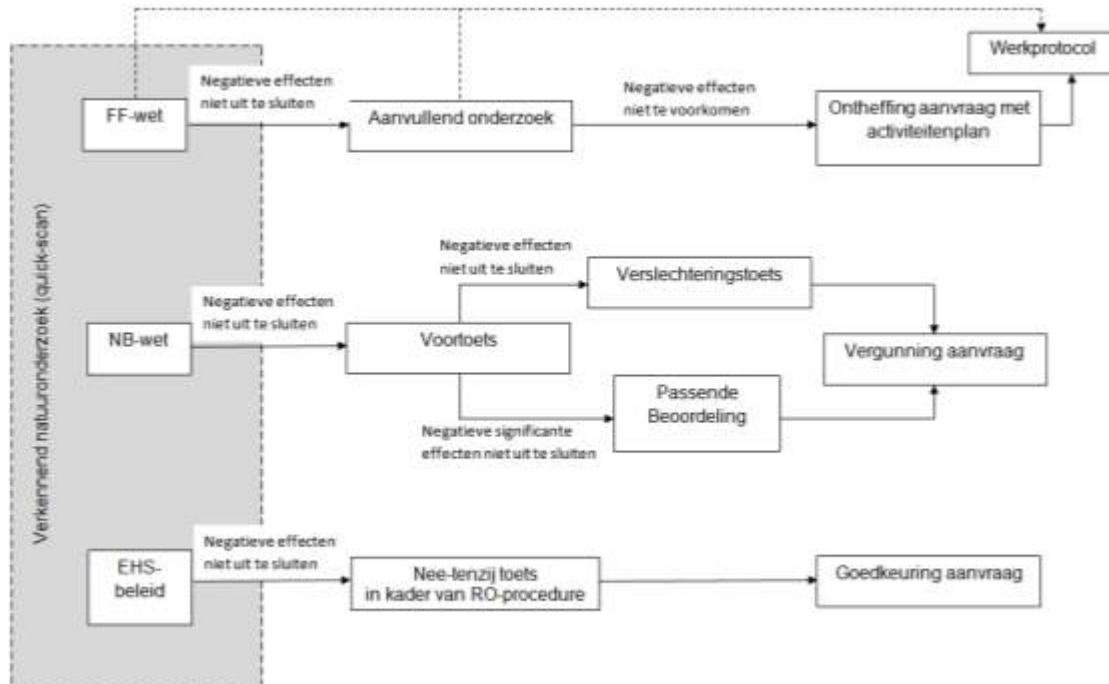 Werkprotocol
Negatieve effecten
niet uit te sluiten
Negatieve effecten
niet te voorkomen
FF-wet
Aanvullend onderzoek
Ontheffing aanvraag met
activiteitenplan
Verkennend natuuronderzoek (quick-scan)
Negatieve effecten
niet uit te sluiten
Verslechteringstoets
Negatieve effecten
niet uit te sluiten
NB-wet
Voortoets
Vergunning aanvraag
Passende
Beoordeling
Negatieve significante
effecten niet uit te sluiten
Negatieve effecten
niet uit te sluiten
EHS-
beleid
Nee-tenzij toets
in kader van RO-procedure
Goedkeuring aanvraag